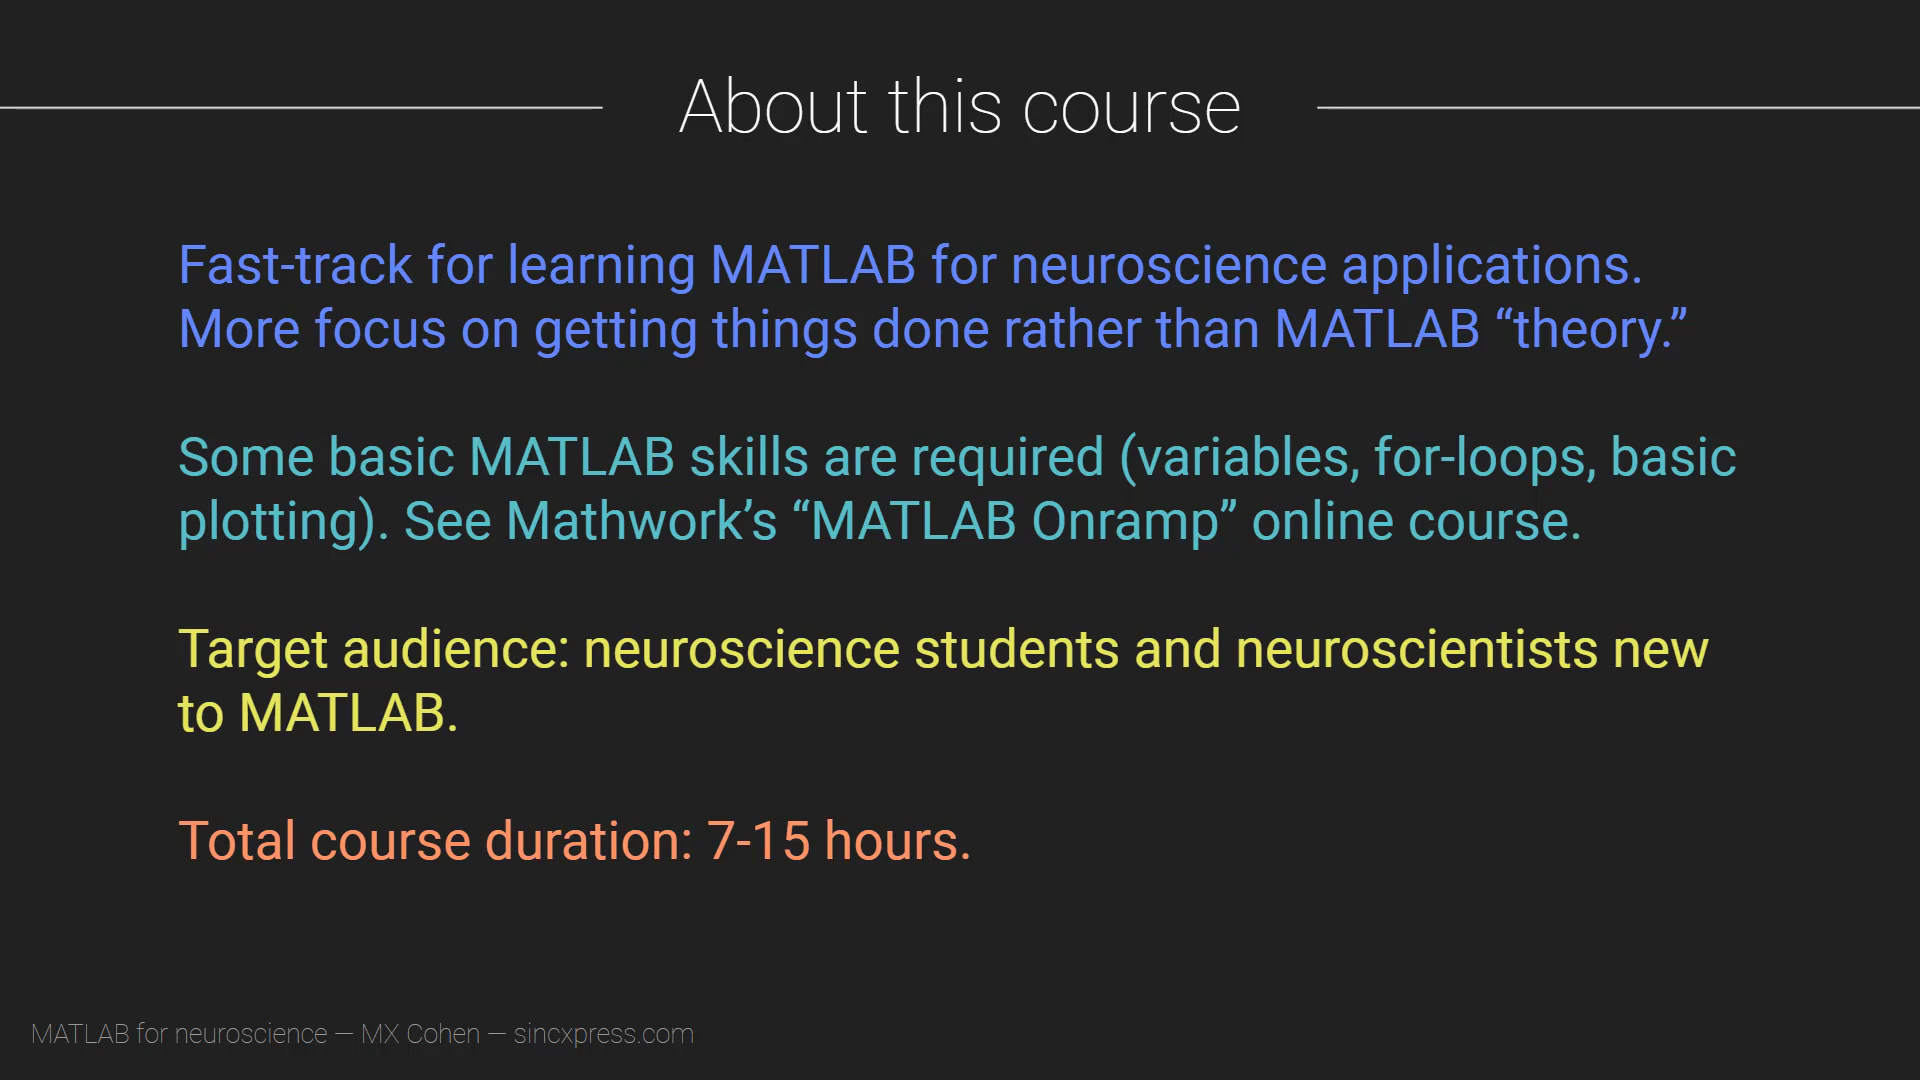 About this course
Fast-track for learning MATLAB for neuroscience applications.
More focus on getting things done rather than MATLAB “theory.”
Some basic MATLAB skills are required (variables, for-loops, basic
plotting). See Mathwork’s “MATLAB Onramp” online course.
Target audience: neuroscience students and neuroscientists new
to MATLAB.
Total course duration: 7-15 hours.
MATLAB for neuroscience — MX Cohen — sincxpress.com